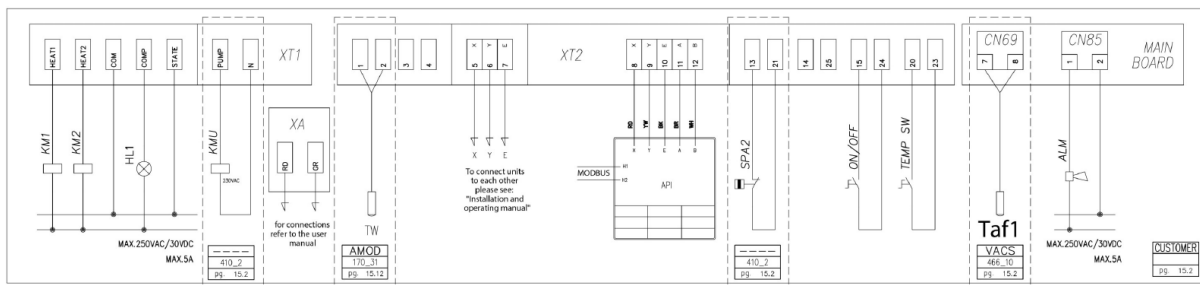 HEAT1 HEAT2 COM COMP STATE PUMP N XT1
1 2 3 4
X Y E
5 6 7
XT2
X Y E A B
8 9 10 11 12
13 21 14 25 15 24 20 23
CN69
7 8
CN85
1 2
MAIN
BOARD
KM1
KM2
HL1
KMU
230VAC
XA
RD GR
for connections
refer to the user
manual
TW
X Y E
To connect units
to each other
please see:
"Installation and
operating manual"
RD YW BK BR WH
X Y E A B
MODBUS
H1
H2
API
SPA2
ON/OFF
TEMP SW
Taf1
ALM
MAX.250VAC/30VDC
MAX.5A
410_2
pg. 15.2
AMOD
170_31
pg. 15.12
410_2
pg. 15.2
VACS
466_10
pg. 15.2
MAX.250VAC/30VDC
MAX.5A
CUSTOMER
pg. 15.2